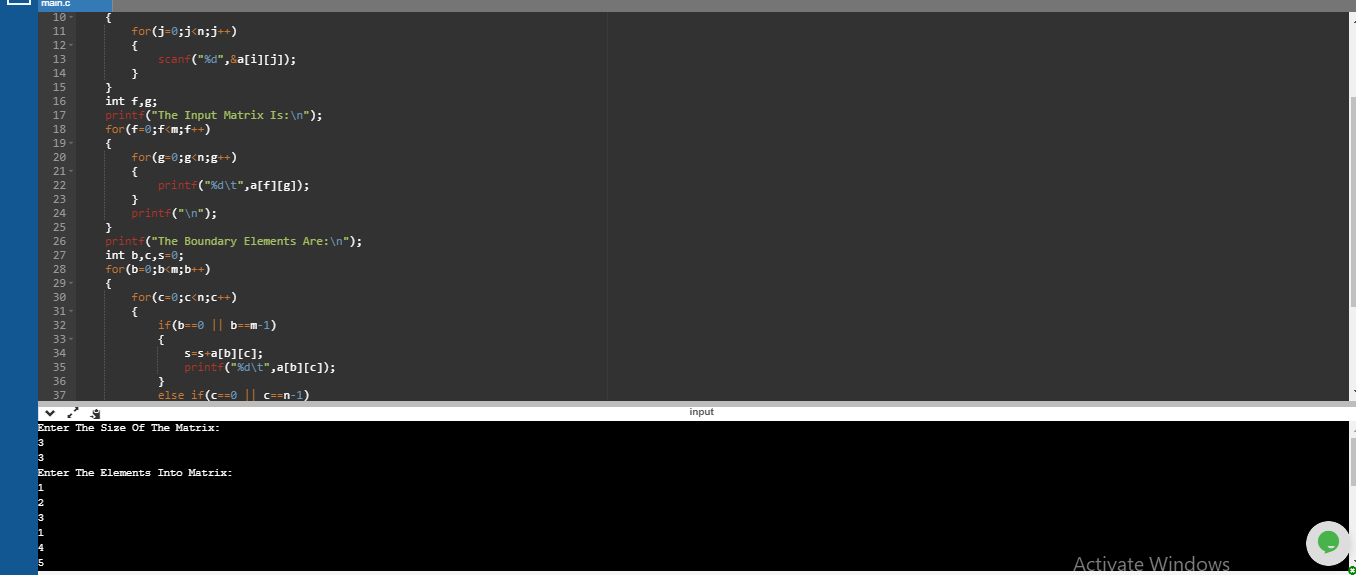 main.c
10 {
11 for(j=0;j<n;j++)
12 {
13 scanf("%d",&a[i][j]);
14 }
15 }
16 int f,g;
17 printf("The Input Matrix Is:\n");
18 for(f=0;f<m;f++)
19 {
20 for(g=0;g<n;g++)
21 {
22 printf("%d\t",a[f][g]);
23 }
24 printf("\n");
25 }
26 printf("The Boundary Elements Are:\n");
27 int b,c,s=0;
28 for(b=0;b<m;b++)
29 {
30 for(c=0;c<n;c++)
31 {
32 if(b==0 || b==m-1)
33 {
34 s=s+a[b][c];
35 printf("%d\t",a[b][c]);
36 }
37 else if(c==0 || c==n-1)
input
Enter The Size Of The Matrix:
3
3
Enter The Elements Into Matrix:
1
2
3
1
4
5
Activate Windows